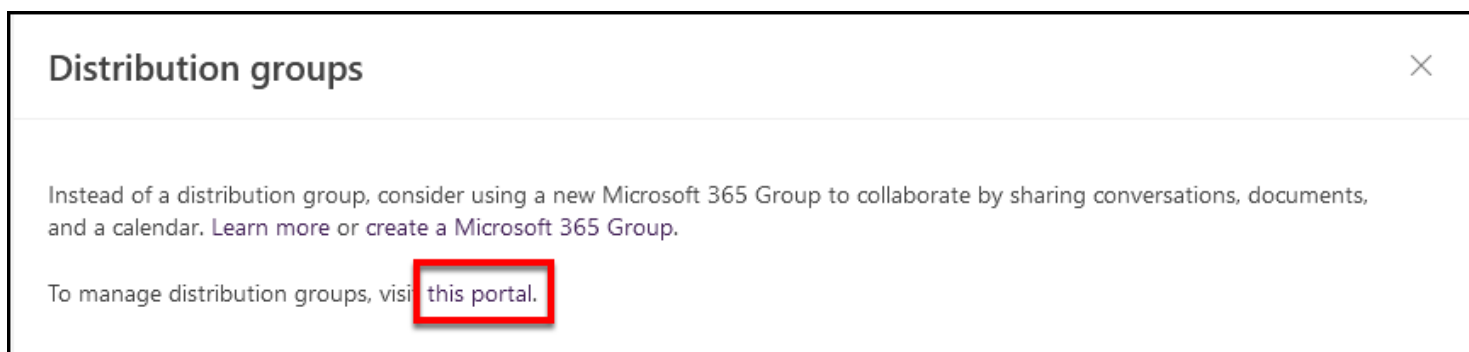 Distribution groups
Instead of a distribution group, consider using a new Microsoft 365 Group to collaborate by sharing conversations, documents,
and a calendar. Learn more or create a Microsoft 365 Group.
To manage distribution groups, visit this portal.